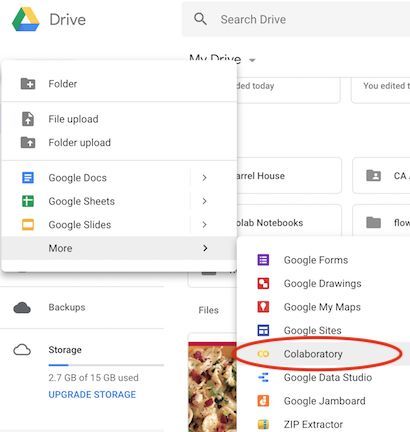 Drive
Search Drive
My Drive
Folder
ded today
You edited t
File upload
Folder upload
Google Docs
arrel House
CA
Google Sheets
Google Slides
olab Notebooks
flow
More
Google Forms
Google Drawings
Backups
Files
Google My Maps
Google Sites
Storage
Colaboratory
2.7 GB of 15 GB used
Google Data Studio
UPGRADE STORAGE
Google Jamboard
ZIP Extractor